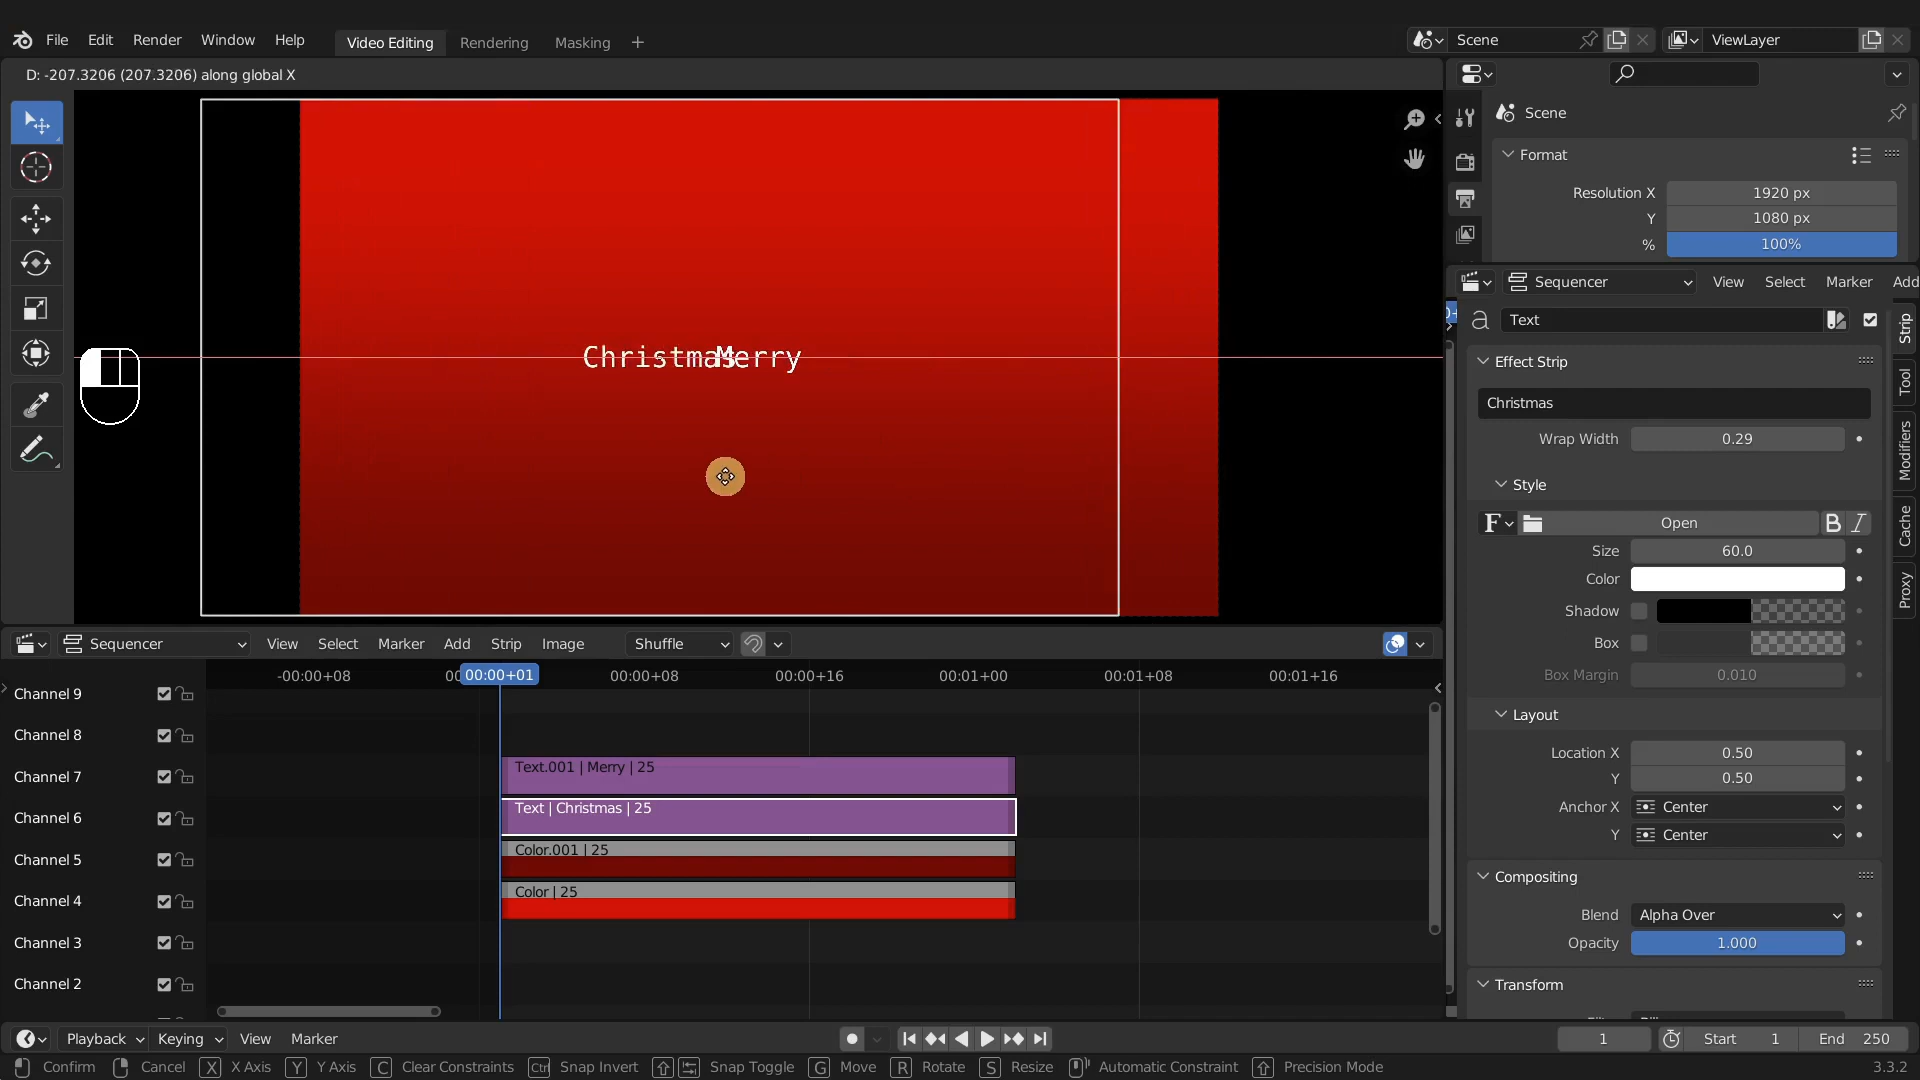 File Edit Render Window Help Video Editing Rendering Masking + Scene ViewLayer
D: -207.3206 (207.3206) along global X
Scene
Format
Resolution X 1920 px
Y 1080 px
% 100%
Christmas Merry
Sequencer View Select Marker Add
Text
Effect Strip
Christmas
Wrap Width 0.29
Style
F Open B I
Size 60.0
Color
Shadow
Box
Box Margin 0.010
Layout
Location X 0.50
Y 0.50
Anchor X Center
Y Center
Compositing
Blend Alpha Over
Opacity 1.000
Transform
Strip
Tool
Modifiers
Cache
Proxy
Sequencer View Select Marker Add Strip Image Shuffle
-00:00+08 00:00+01 00:00+08 00:00+16 00:01+00 00:01+08 00:01+16
Channel 9
Channel 8
Channel 7 Text.001 | Merry | 25
Channel 6 Text | Christmas | 25
Channel 5 Color.001 | 25
Channel 4 Color | 25
Channel 3
Channel 2
Playback Keying View Marker 1 Start 1 End 250
Confirm Cancel X X Axis Y Y Axis C Clear Constraints Ctrl Snap Invert Snap Toggle G Move R Rotate S Resize Automatic Constraint Precision Mode 3.3.2